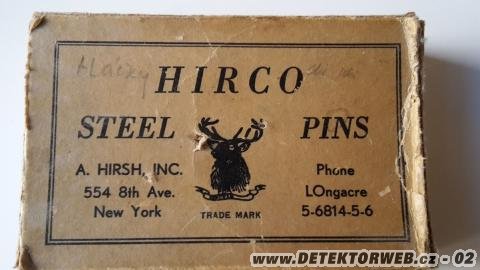 HIRCO
STEEL PINS
A. HIRSH, INC.
554 8th Ave.
New York
TRADE MARK
Phone
LOngacre
5-6814-5-6
www.DETEKTORWEB.cz - 02